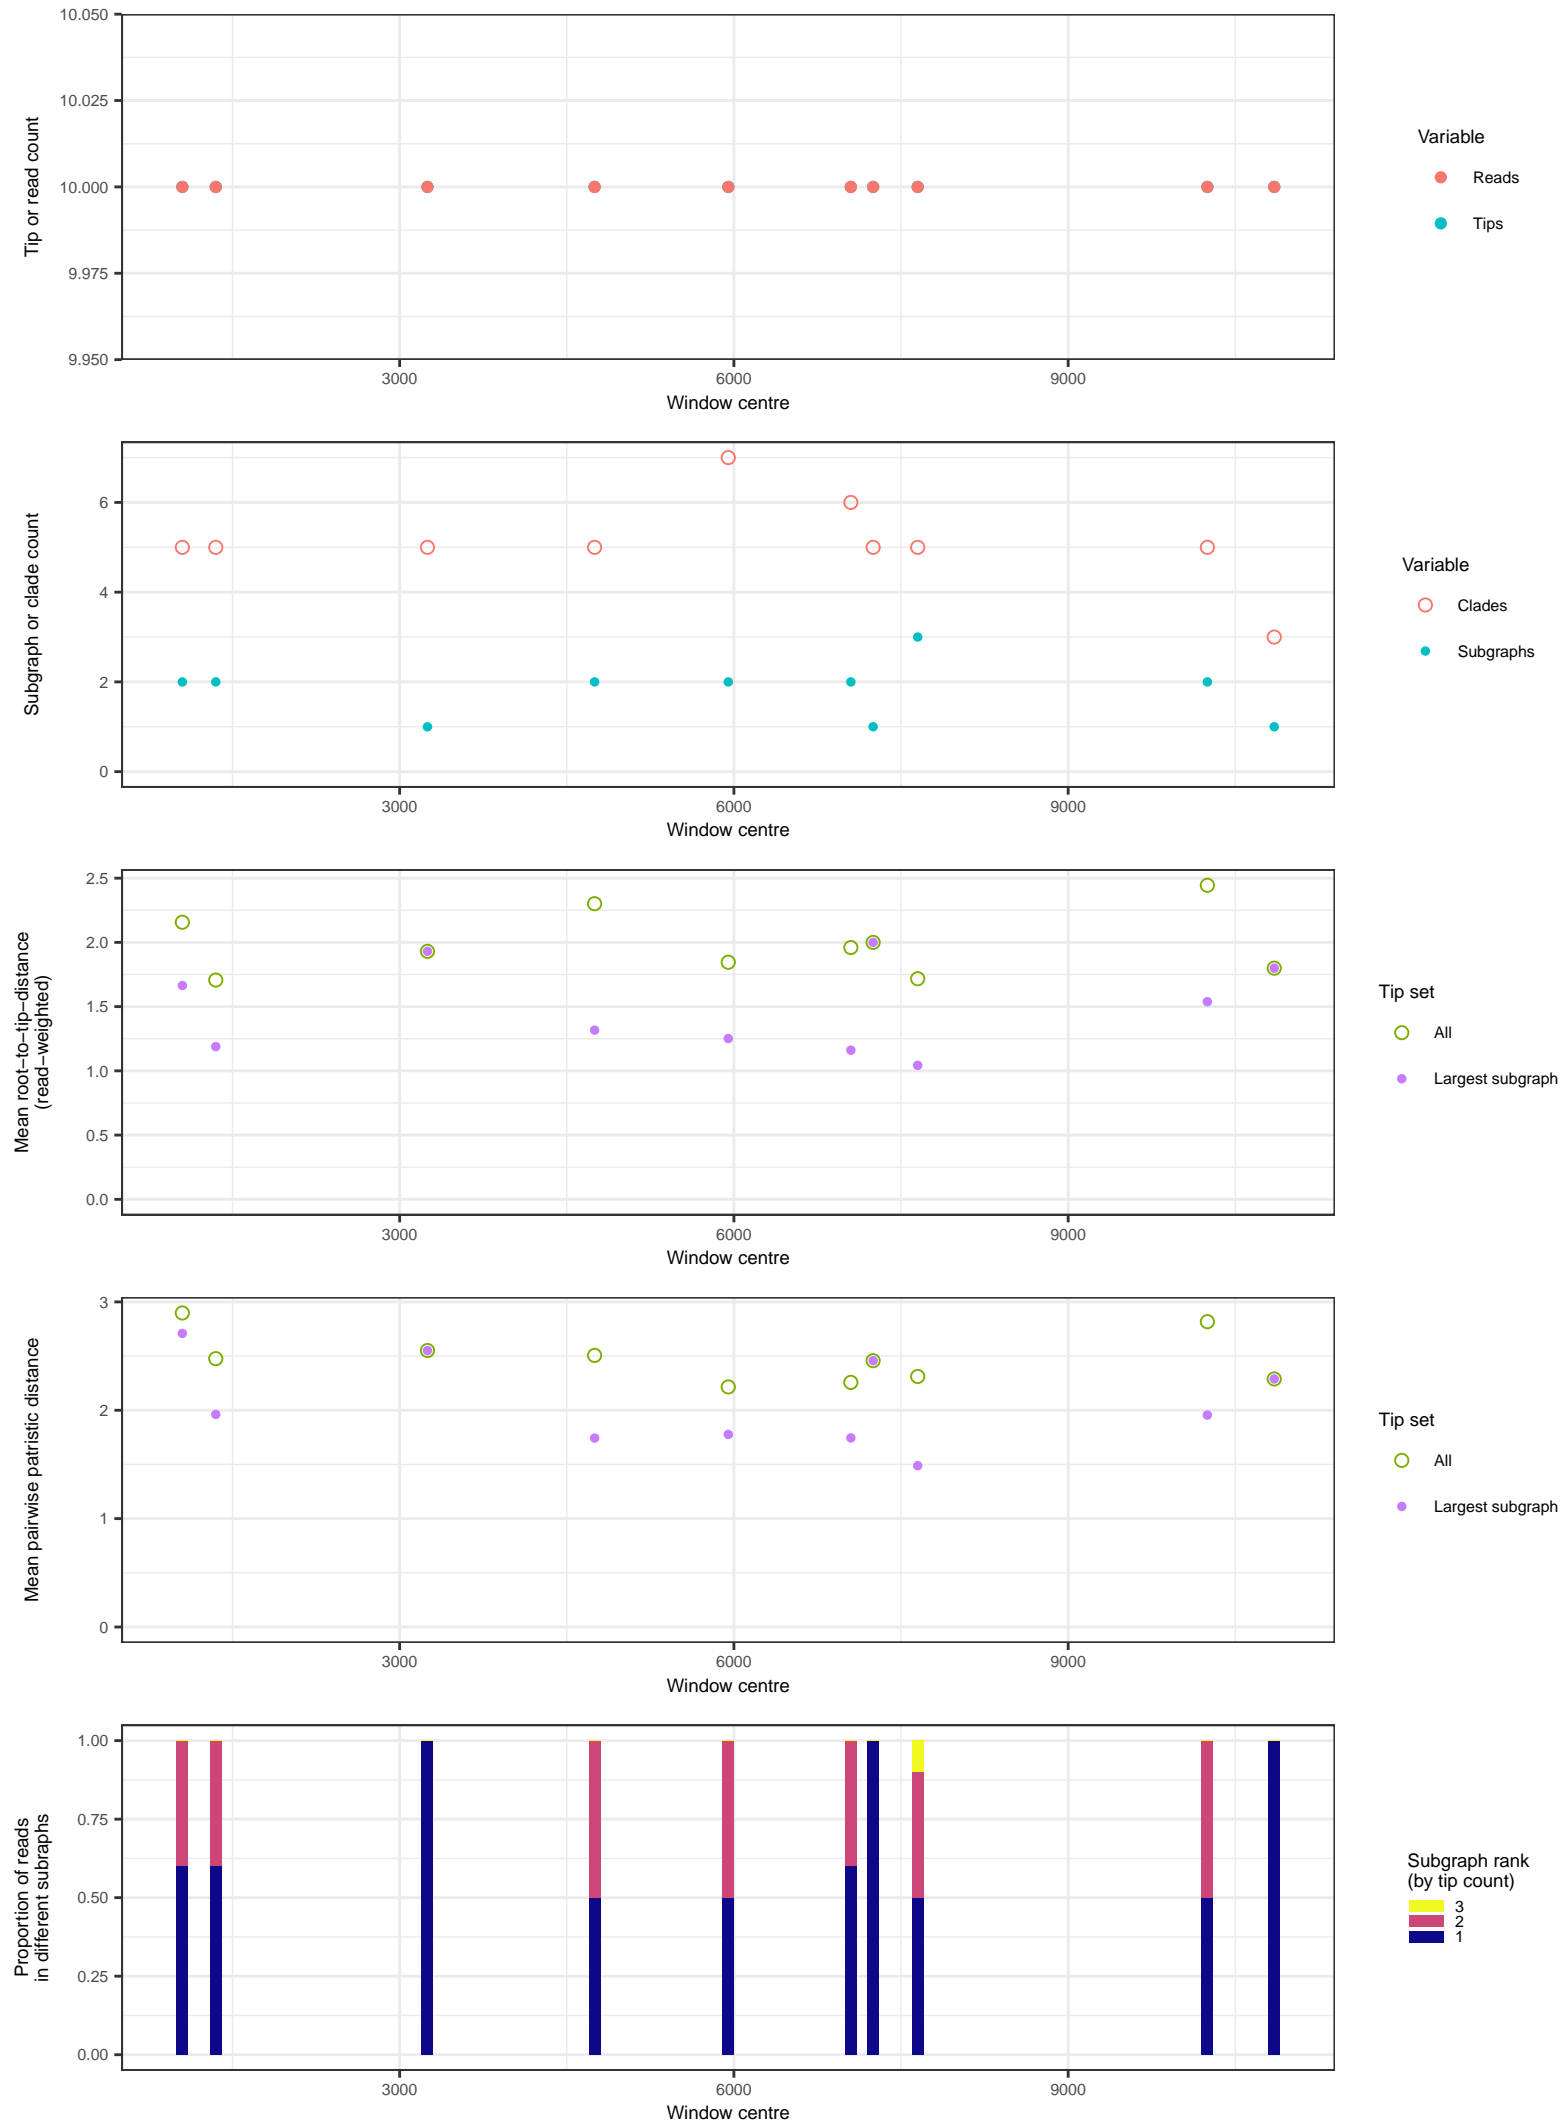 10.050
10.025
10.000
9.975
9.950
Tip or read count
3000 6000 9000
Window centre
Variable
Reads
Tips
6
4
2
0
Subgraph or clade count
3000 6000 9000
Window centre
Variable
Clades
Subgraphs
2.5
2.0
1.5
1.0
0.5
0.0
Mean root−to−tip−distance
(read−weighted)
3000 6000 9000
Window centre
Tip set
All
Largest subgraph
3
2
1
0
Mean pairwise patristic distance
3000 6000 9000
Window centre
Tip set
All
Largest subgraph
1.00
0.75
0.50
0.25
0.00
Proportion of reads
in different subraphs
3000 6000 9000
Window centre
Subgraph rank
(by tip count)
3
2
1